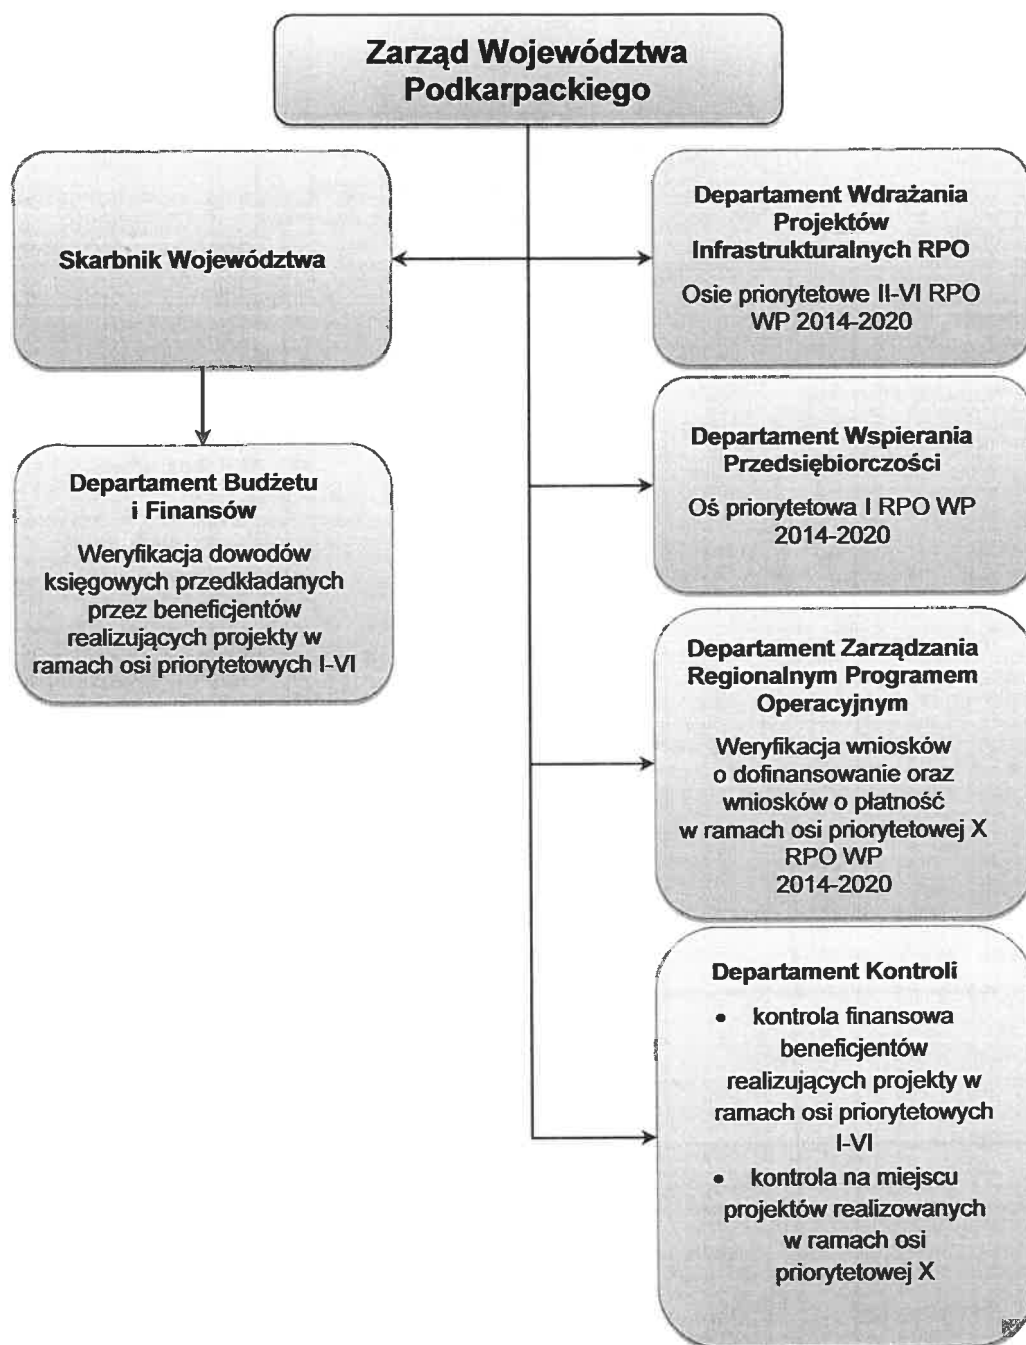 Zarząd Województwa
Podkarpackiego
Skarbnik Województwa
Departament Budżetu
i Finansów
Weryfikacja dowodów
księgowych przedkładanych
przez beneficjentów
realizujących projekty w
ramach osi priorytetowych I-VI
Departament Wdrażania
Projektów
Infrastrukturalnych RPO
Osie priorytetowe II-VI RPO
WP 2014-2020
Departament Wspierania
Przedsiębiorczości
Oś priorytetowa I RPO WP
2014-2020
Departament Zarządzania
Regionalnym Programem
Operacyjnym
Weryfikacja wniosków
o dofinansowanie oraz
wniosków o płatność
w ramach osi priorytetowej X
RPO WP
2014-2020
Departament Kontroli
• kontrola finansowa
beneficjentów
realizujących projekty w
ramach osi priorytetowych
I-VI
• kontrola na miejscu
projektów realizowanych
w ramach osi
priorytetowej X